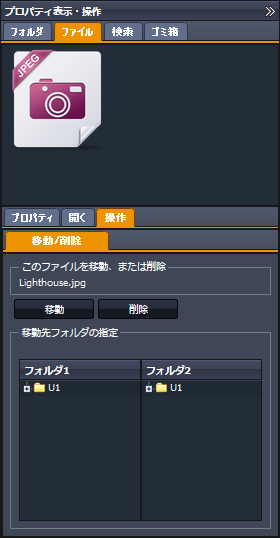 プロパティ表示・操作
フォルダ ファイル 検索 ゴミ箱
JPEG
プロパティ 開く 操作
移動/削除
このファイルを移動、または削除
Lighthouse.jpg
移動 削除
移動先フォルダの指定
フォルダ1 フォルダ2
U1 U1